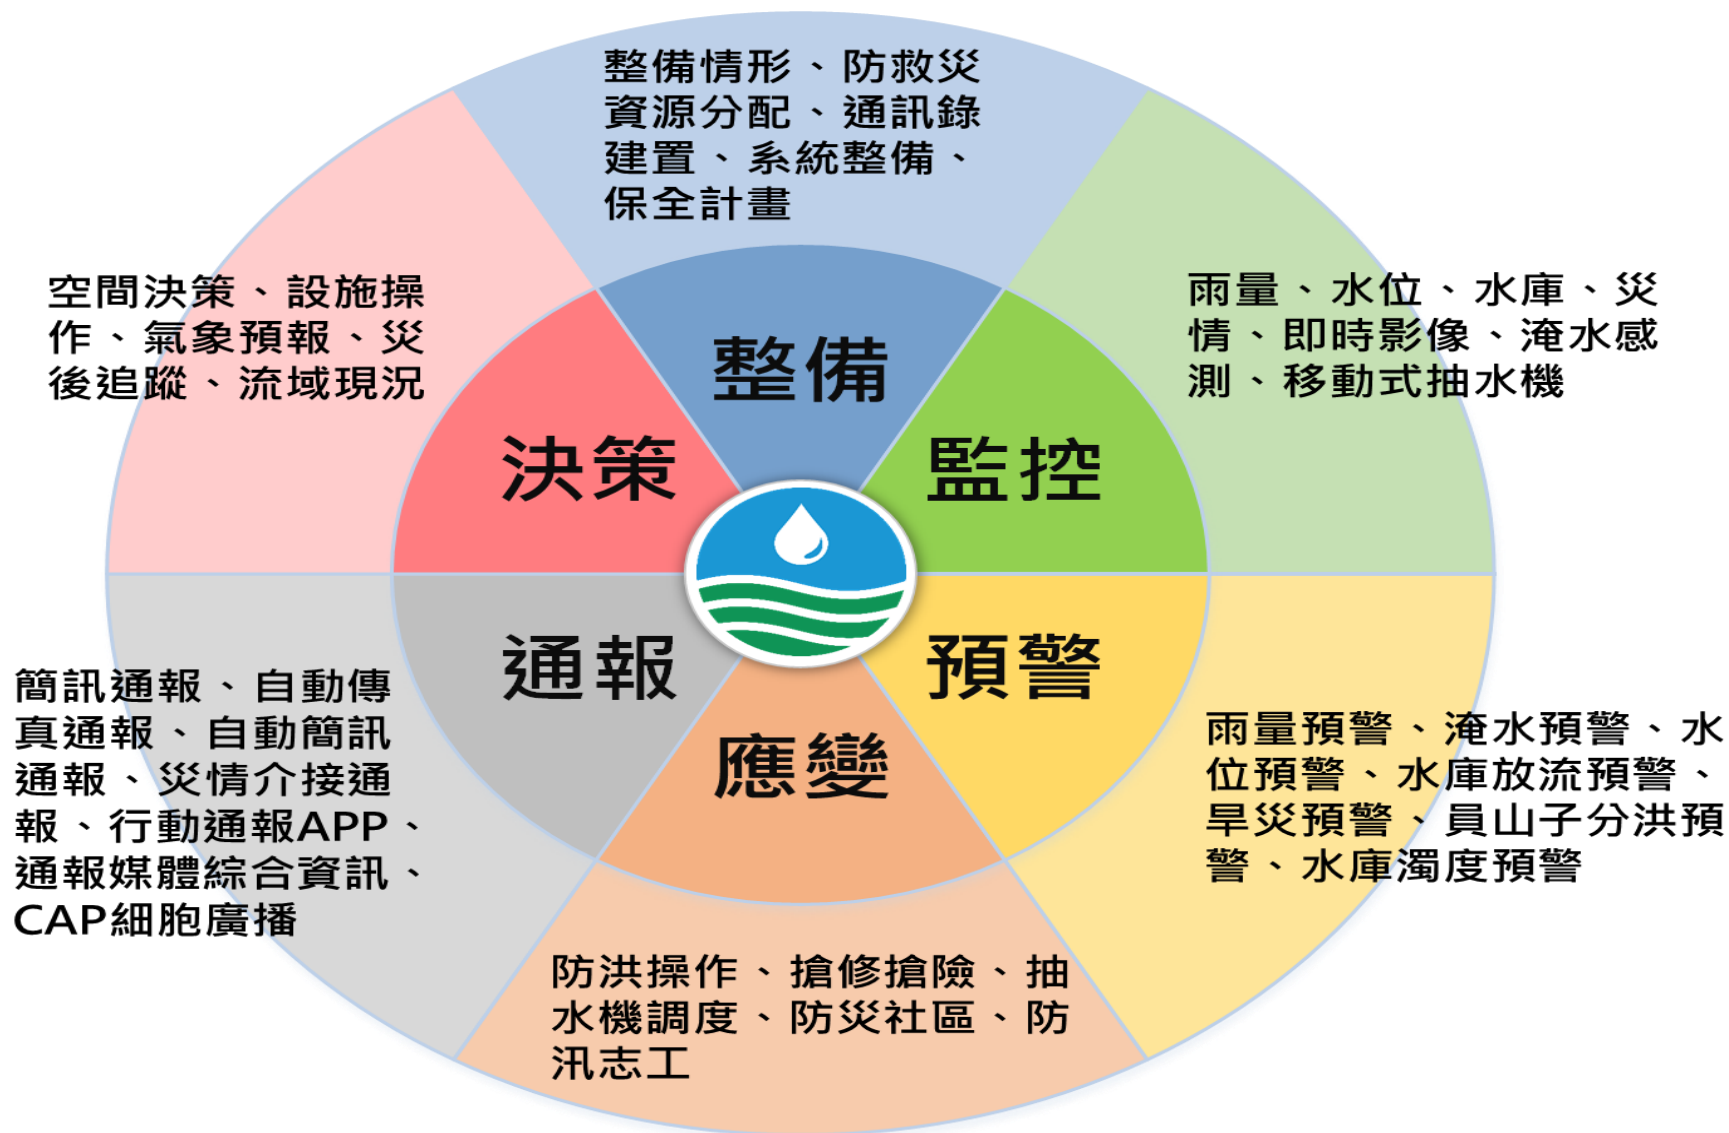 整備情形、防救災
資源分配、通訊錄
建置、系統整備、
保全計畫
整備
雨量、水位、水庫、災
情、即時影像、淹水感
測、移動式抽水機
監控
雨量預警、淹水預警、水
位預警、水庫放流預警、
旱災預警、員山子分洪預
警、水庫濁度預警
預警
應變
防洪操作、搶修搶險、抽
水機調度、防災社區、防
汛志工
通報
簡訊通報、自動傳
真通報、自動簡訊
通報、災情介接通
報、行動通報APP、
通報媒體綜合資訊、
CAP細胞廣播
決策
空間決策、設施操
作、氣象預報、災
後追蹤、流域現況